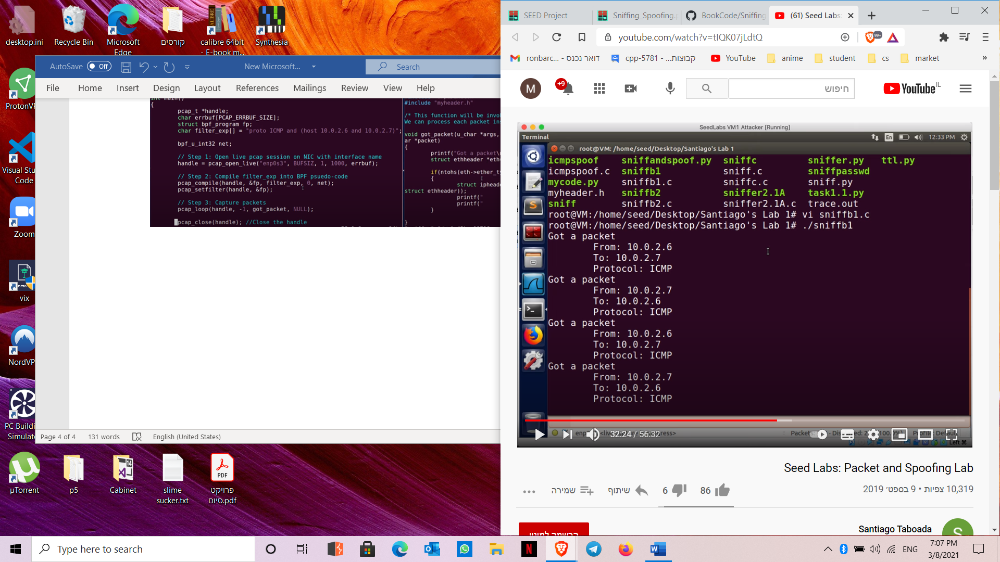 desktop.ini
Recycle Bin
Microsoft
Edge
קורסים
calibre 64bit
- E-book m...
Synthesia
ProtonV
Visual Stu
Code
Zoom
vix
NordVP
PC Buildi
Simulat
µTorrent
p5
Cabinet
slime
sucker.txt
פרויקט
סיום.pdf
AutoSave
Off
New Microsoft...
Search
File
Home
Insert
Design
Layout
References
Mailings
Review
View
Help
int main()
{
pcap_t *handle;
char errbuf[PCAP_ERRBUF_SIZE];
struct bpf_program fp;
char filter_exp[] = "proto ICMP and (host 10.0.2.6 and 10.0.2.7)";
bpf_u_int32 net;
// Step 1: Open live pcap session on NIC with interface name
handle = pcap_open_live("enp0s3", BUFSIZ, 1, 1000, errbuf);
// Step 2: Compile filter_exp into BPF psuedo-code
pcap_compile(handle, &fp, filter_exp, 0, net);
pcap_setfilter(handle, &fp);
// Step 3: Capture packets
pcap_loop(handle, -1, got_packet, NULL);
pcap_close(handle); //Close the handle
#include "myheader.h"
/* This function will be invo
We can process each packet in
void got_packet(u_char *args,
ar *packet)
{
printf("Got a packet\
struct ethheader *eth
if(ntohs(eth->ether_ty
{
struct iphead
struct ethheader));
printf("
printf("
}
}
Page 4 of 4
131 words
English (United States)
SEED Project
Sniffing_Spoofing.
BookCode/Sniffing
(61) Seed Labs:
youtube.com/watch?v=tIQK07jLdtQ
99+
ronbarc... - דואר נכנס
cpp-5781 - ...קבוצות
YouTube
anime
student
cs
market
»
M
+9
חיפוש
YouTube IL
SeedLabs VM1 Attacker [Running]
Terminal
En
12:33 PM
root@VM: /home/seed/Desktop/Santiago's Lab 1
icmpspoof sniffandspoof.py sniffc sniffer.py ttl.py
icmpspoof.c sniffb1 sniff.c sniffpasswd
mycode.py sniffb1.c sniffc.c sniff.py
myheader.h sniffb2 sniffer2.1A task1.1.py
sniff sniffb2.c sniffer2.1A.c trace.out
root@VM:/home/seed/Desktop/Santiago's Lab 1# vi sniffb1.c
root@VM:/home/seed/Desktop/Santiago's Lab 1# ./sniffb1
Got a packet
From: 10.0.2.6
To: 10.0.2.7
Protocol: ICMP
Got a packet
From: 10.0.2.7
To: 10.0.2.6
Protocol: ICMP
Got a packet
From: 10.0.2.6
To: 10.0.2.7
Protocol: ICMP
Got a packet
From: 10.0.2.7
To: 10.0.2.6
Protocol: ICMP
32:24 / 56:32
Left ⌘
Seed Labs: Packet and Spoofing Lab
10,319 צפיות • 9 בספט׳ 2019
86
6
שיתוף
שמירה
Santiago Taboada
S
Type here to search
ENG
7:07 PM
3/8/2021